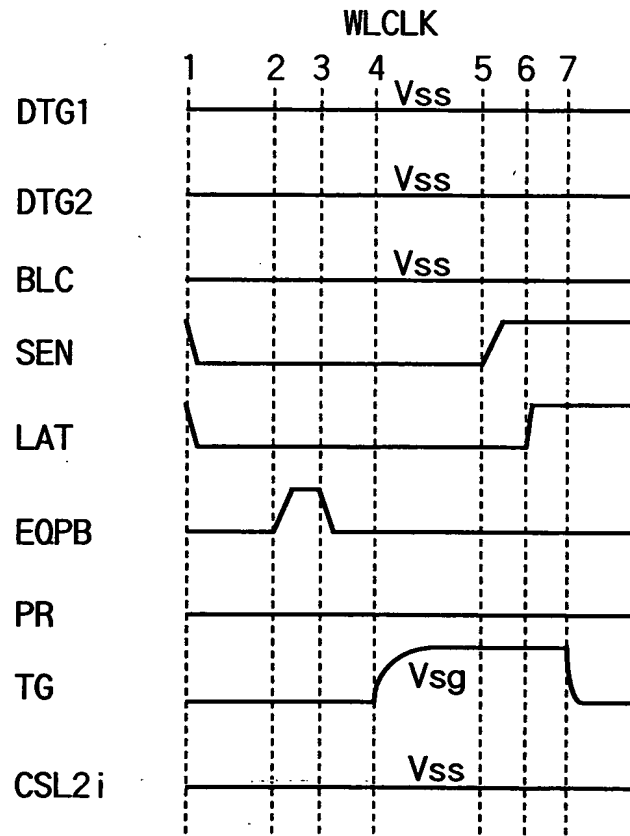 WLCLK
1 2 3 4 5 6 7
DTG1 Vss
DTG2 Vss
BLC Vss
SEN
LAT
EQPB
PR
TG Vsg
CSL2i Vss